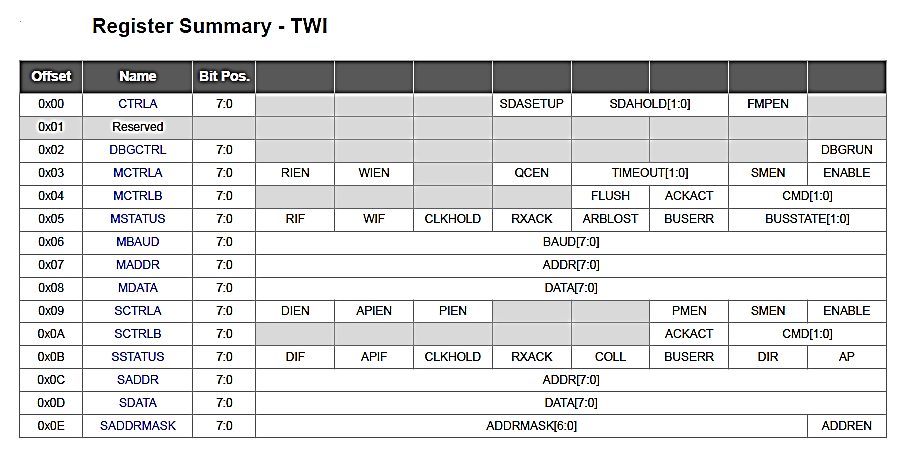 Register Summary - TWI
Offset Name Bit Pos.
0x00 CTRLA 7:0 SDASETUP SDAHOLD[1:0] FMPEN
0x01 Reserved
0x02 DBGCTRL 7:0 DBGRUN
0x03 MCTRLA 7:0 RIEN WIEN QCEN TIMEOUT[1:0] SMEN ENABLE
0x04 MCTRLB 7:0 FLUSH ACKACT CMD[1:0]
0x05 MSTATUS 7:0 RIF WIF CLKHOLD RXACK ARBLOST BUSERR BUSSTATE[1:0]
0x06 MBAUD 7:0 BAUD[7:0]
0x07 MADDR 7:0 ADDR[7:0]
0x08 MDATA 7:0 DATA[7:0]
0x09 SCTRLA 7:0 DIEN APIEN PIEN PMEN SMEN ENABLE
0x0A SCTRLB 7:0 ACKACT CMD[1:0]
0x0B SSTATUS 7:0 DIF APIF CLKHOLD RXACK COLL BUSERR DIR AP
0x0C SADDR 7:0 ADDR[7:0]
0x0D SDATA 7:0 DATA[7:0]
0x0E SADDRMASK 7:0 ADDRMASK[6:0] ADDREN